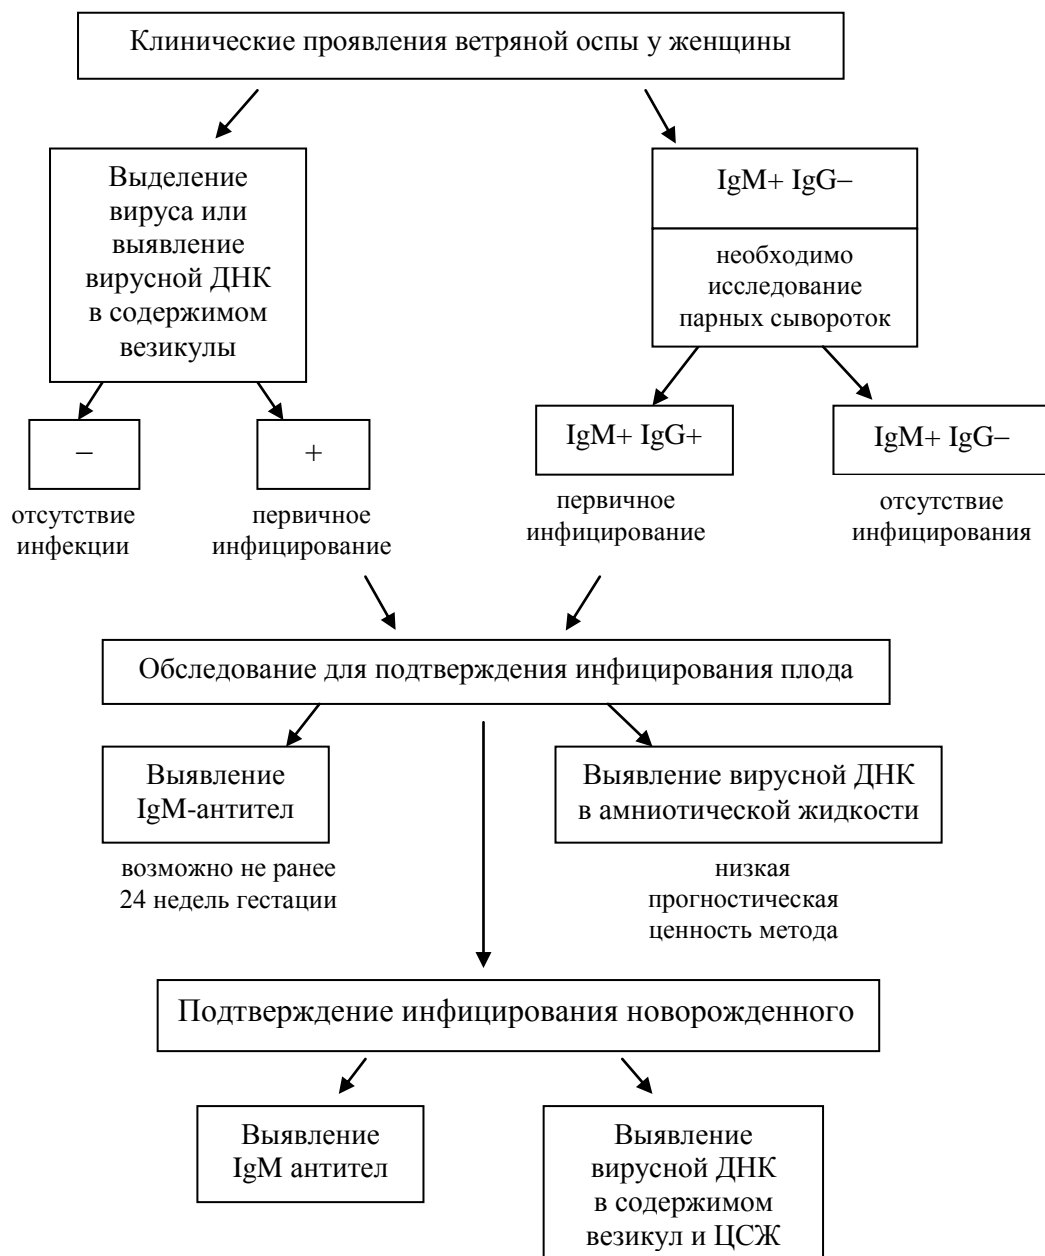 Клинические проявления ветряной оспы у женщины
Выделение
вируса или
выявление
вирусной ДНК
в содержимом
везикулы
IgM+ IgG–
необходимо
исследование
парных сывороток
–
+
IgM+ IgG+
IgM+ IgG–
отсутствие
инфекции
первичное
инфицирование
первичное
инфицирование
отсутствие
инфицирования
Обследование для подтверждения инфицирования плода
Выявление
IgM-антител
Выявление вирусной ДНК
в амниотической жидкости
возможно не ранее
24 недель гестации
низкая
прогностическая
ценность метода
Подтверждение инфицирования новорожденного
Выявление
IgM антител
Выявление
вирусной ДНК
в содержимом
везикул и ЦСЖ